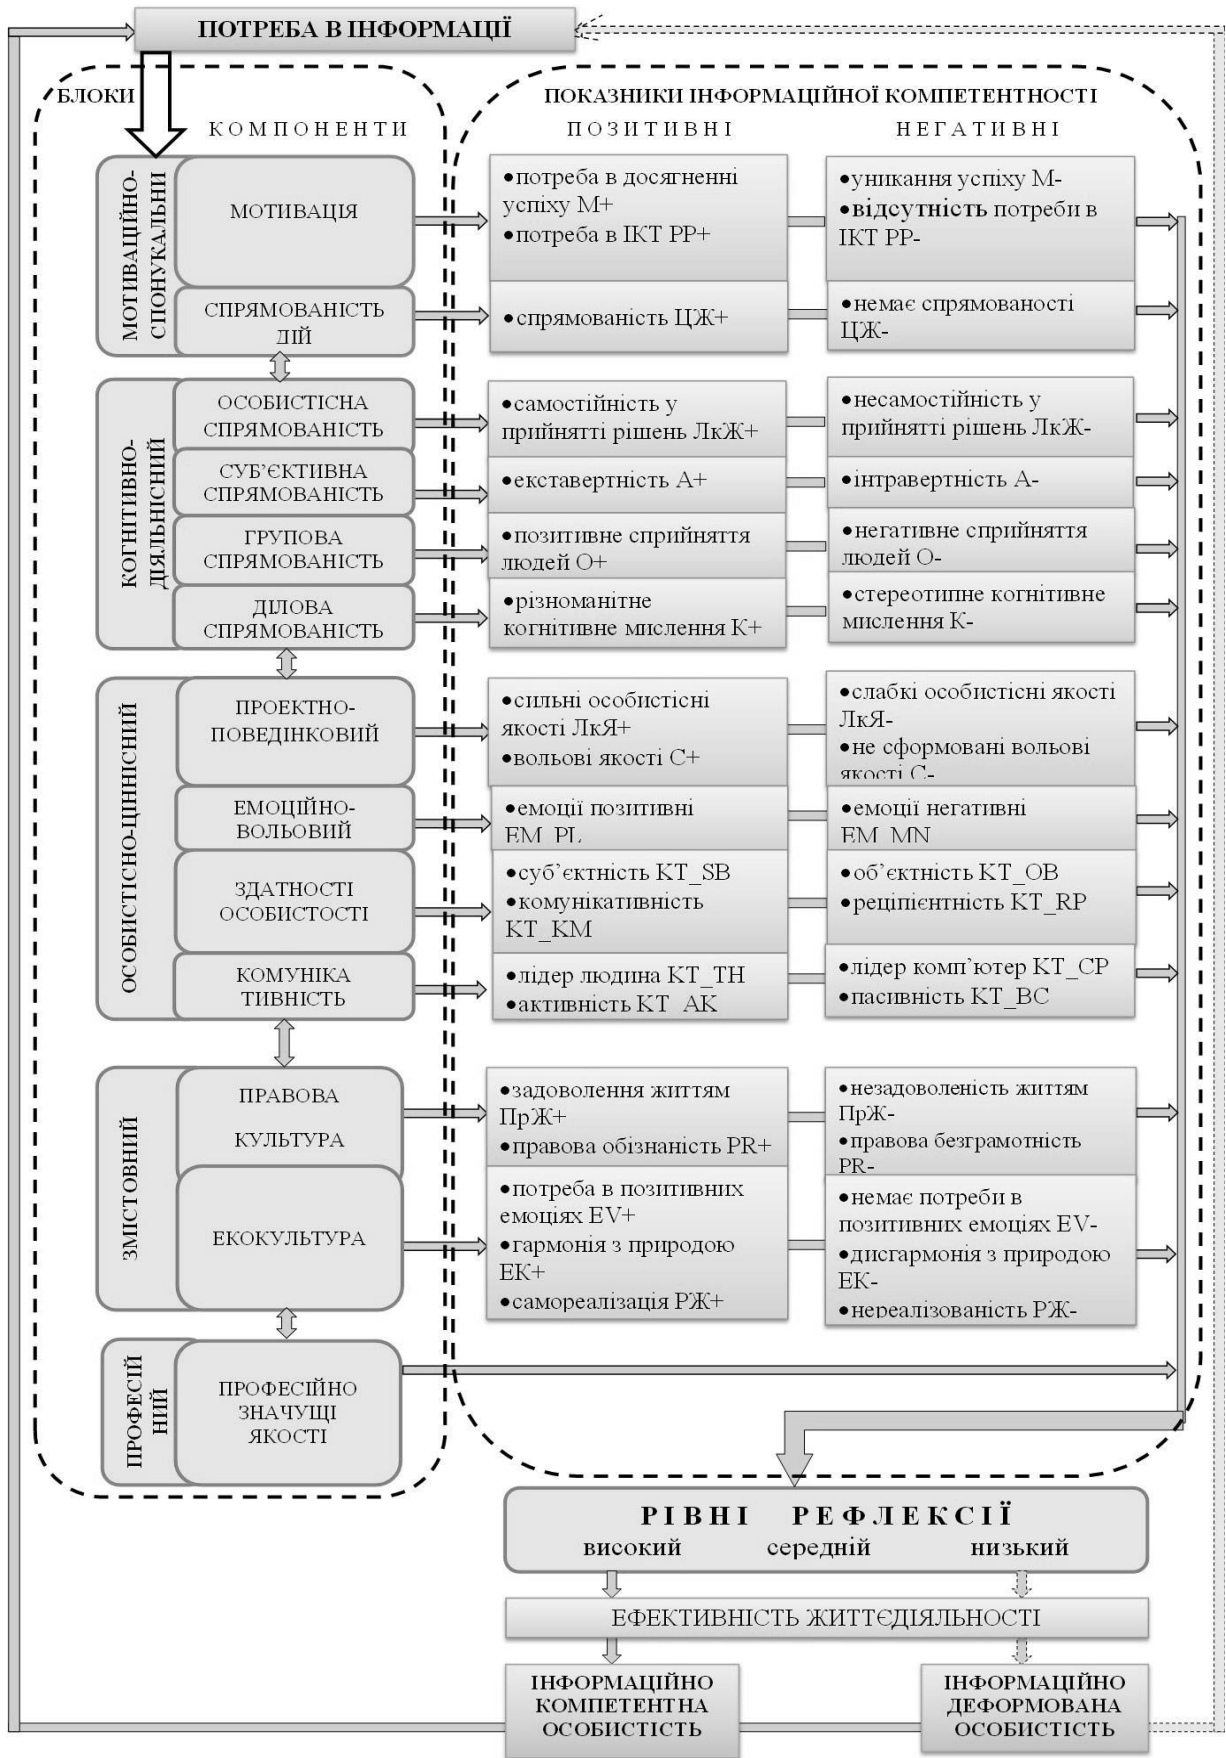 ПОТРЕБА В ІНФОРМАЦІЇ
БЛОКИ
КОМПОНЕНТИ
ПОКАЗНИКИ ІНФОРМАЦІЙНОЇ КОМПЕТЕНТНОСТІ
ПОЗИТИВНІ
НЕГАТИВНІ
МОТИВАЦІЙНО-
СПОНУКАЛЬНИ
МОТИВАЦІЯ
•потреба в досягненні
успіху М+
•потреба в ІКТ РР+
•уникання успіху М-
•відсутність потреби в
ІКТ РР-
СПРЯМОВАНІСТЬ
ДІЙ
•спрямованість ЦЖ+
•немає спрямованості
ЦЖ-
КОГНІТИВНО-
ДІЯЛЬНІСНИЙ
ОСОБИСТІСНА
СПРЯМОВАНІСТЬ
•самостійність у
прийнятті рішень ЛкЖ+
•несамостійність у
прийнятті рішень ЛкЖ-
СУБ’ЄКТИВНА
СПРЯМОВАНІСТЬ
•екставертність А+
•інтравертність А-
ГРУПОВА
СПРЯМОВАНІСТЬ
•позитивне сприйняття
людей О+
•негативне сприйняття
людей О-
ДІЛОВА
СПРЯМОВАНІСТЬ
•різноманітне
когнітивне мислення К+
•стереотипне когнітивне
мислення К-
ОСОБИСТІСНО-ЦІННІСНИЙ
ПРОЕКТНО-
ПОВЕДІНКОВИЙ
•сильні особистісні
якості ЛкЯ+
•вольові якості С+
•слабкі особистісні якості
ЛкЯ-
•не сформовані вольові
якості С-
ЕМОЦІЙНО-
ВОЛЬОВИЙ
•емоції позитивні
EM_PL
•емоції негативні
EM_MN
ЗДАТНОСТІ
ОСОБИСТОСТІ
•суб’єктність KT_SB
•комунікативність
KT_KM
•об’єктність KT_OB
•реціпієнтність KT_RP
КОМУНІКА
ТИВНІСТЬ
•лідер людина KT_TH
•активність KT_AK
•лідер комп’ютер KT_CP
•пасивність KT_BC
ЗМІСТОВНИЙ
ПРАВОВА
КУЛЬТУРА
•задоволення життям
ПрЖ+
•правова обізнаність PR+
•незадоволеність життям
ПрЖ-
•правова безграмотність
PR-
ЕКОКУЛЬТУРА
•потреба в позитивних
емоціях EV+
•гармонія з природою
ЕК+
•самореалізація РЖ+
•немає потреби в
позитивних емоціях EV-
•дисгармонія з природою
ЕК-
•нереалізованість РЖ-
ПРОФЕСІЙ
НИЙ
ПРОФЕСІЙНО
ЗНАЧУЩІ
ЯКОСТІ
РІВНІ РЕФЛЕКСІЇ
високий середній низький
ЕФЕКТИВНІСТЬ ЖИТТЄДІЯЛЬНОСТІ
ІНФОРМАЦІЙНО
КОМПЕТЕНТНА
ОСОБИСТІСТЬ
ІНФОРМАЦІЙНО
ДЕФОРМОВАНА
ОСОБИСТІСТЬ